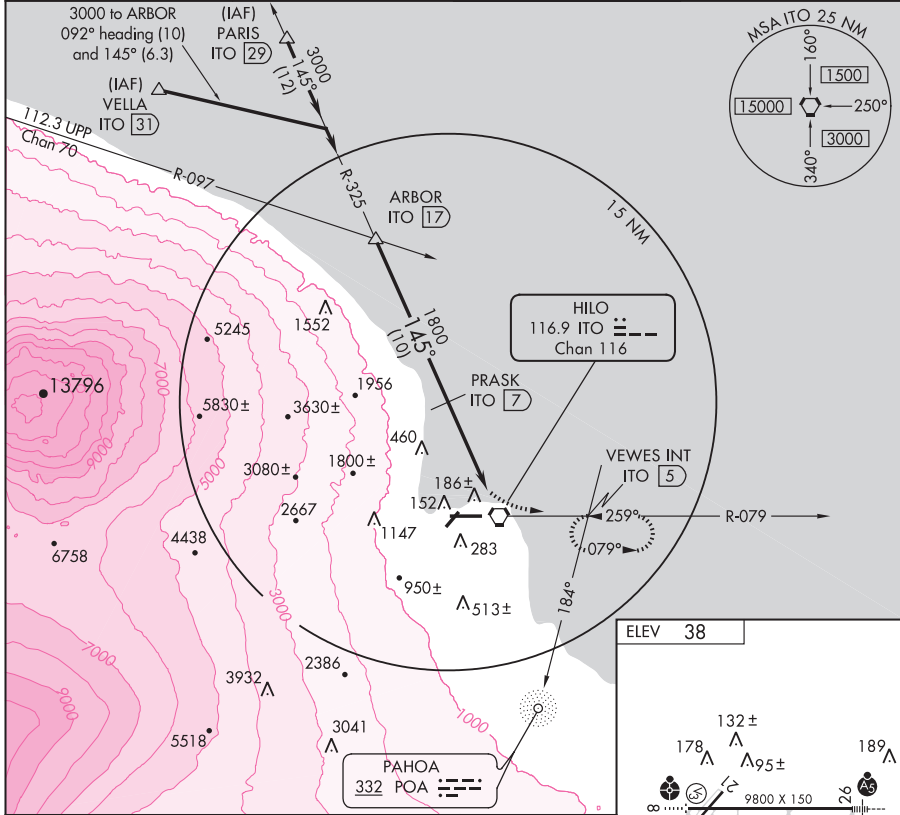 3000 to ARBOR
092° heading (10)
and 145° (6.3)
(IAF)
PARIS
ITO 29
3000
145°
(12)
(IAF)
VELLA
ITO 31
MSA ITO 25 NM
160°
1500
15000
250°
3000
340°
112.3 UPP
Chan 70
R-097
R-325
ARBOR
ITO 17
15 NM
1800
145°
(10)
HILO
116.9 ITO
Chan 116
PRASK
ITO 7
VEWES INT
ITO 5
259°
079°
R-079
184°
1552
5245
7000
13796
1956
5830±
3630±
9000
5000
460
3080±
1800±
186±
152
2667
1147
283
6758
4438
950±
513±
3000
7000
2386
3932
9000
1000
5518
3041
PAHOA
332 POA
ELEV 38
132±
178
95±
189
V5
21
A5
8
9800 X 150
26